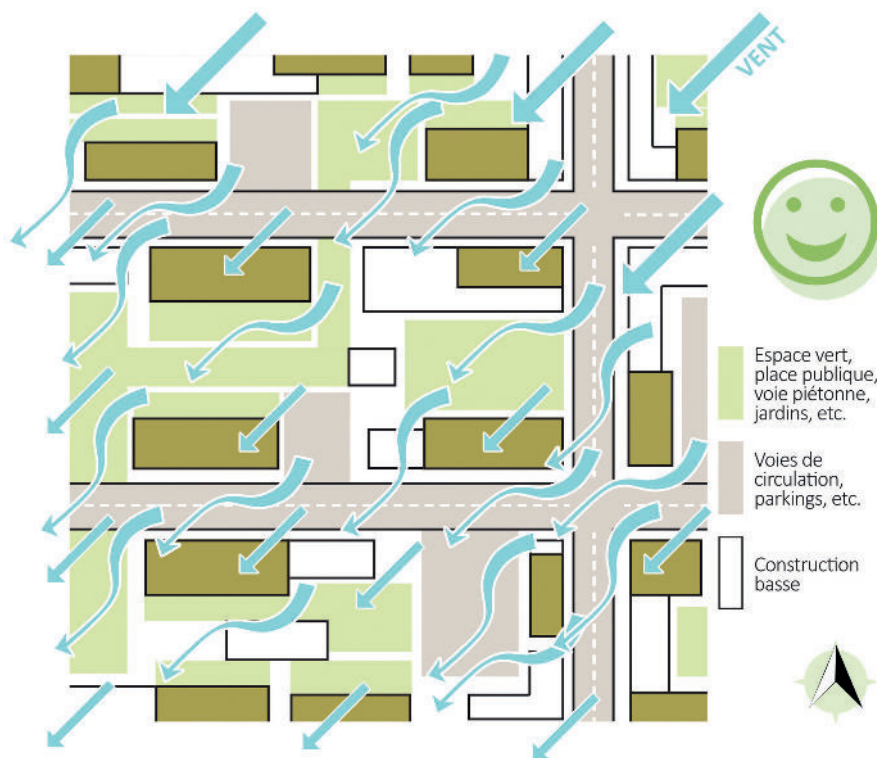 VENT
Espace vert,
place publique,
voie piétonne,
jardins, etc.
Voies de
circulation,
parkings, etc.
Construction
basse